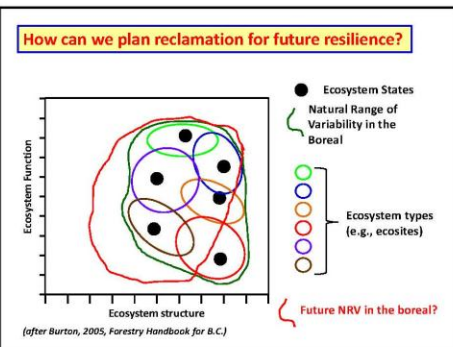 How can we plan reclamation for future resilience?
Ecosystem States
Natural Range of
Variability in the
Boreal
Ecosystem Function
Ecosystem types
(e.g., ecosites)
Ecosystem structure
Future NRV in the boreal?
(after Burton, 2005, Forestry Handbook for B.C.)